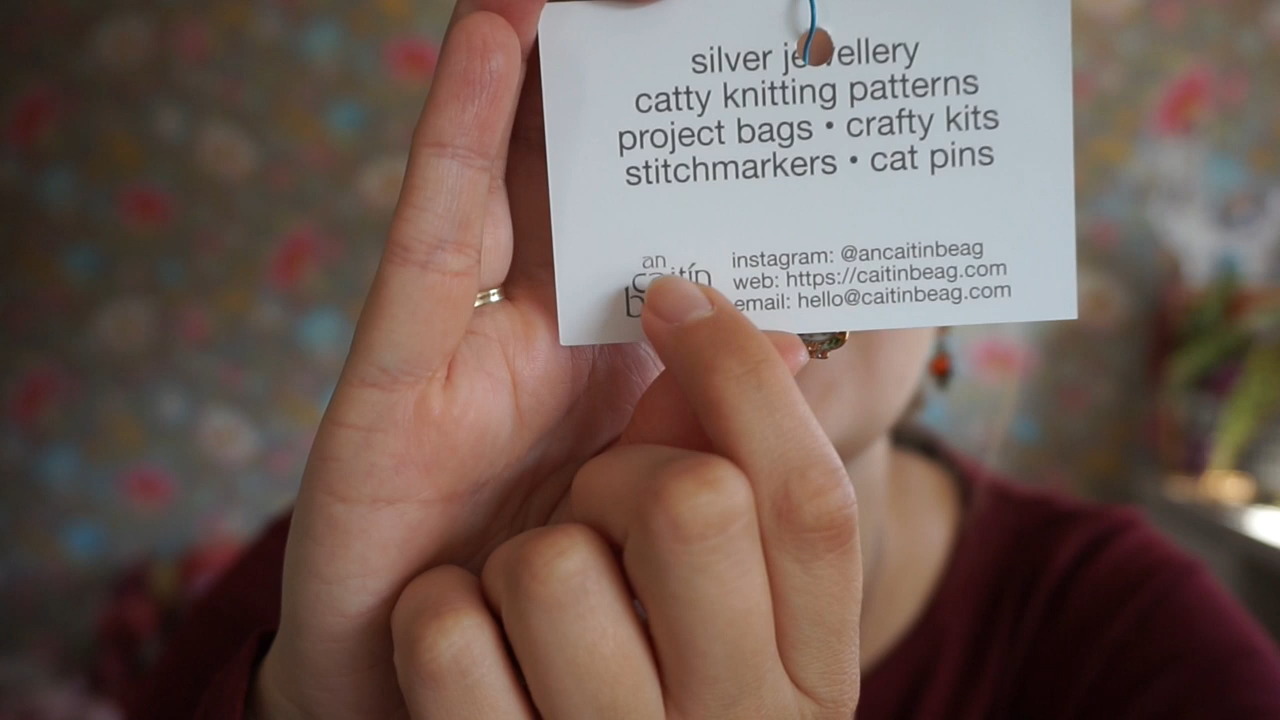 silver jewellery
catty knitting patterns
project bags • crafty kits
stitchmarkers • cat pins
an
caitín
instagram: @ancaitinbeag
web: https://caitinbeag.com
email: hello@caitinbeag.com